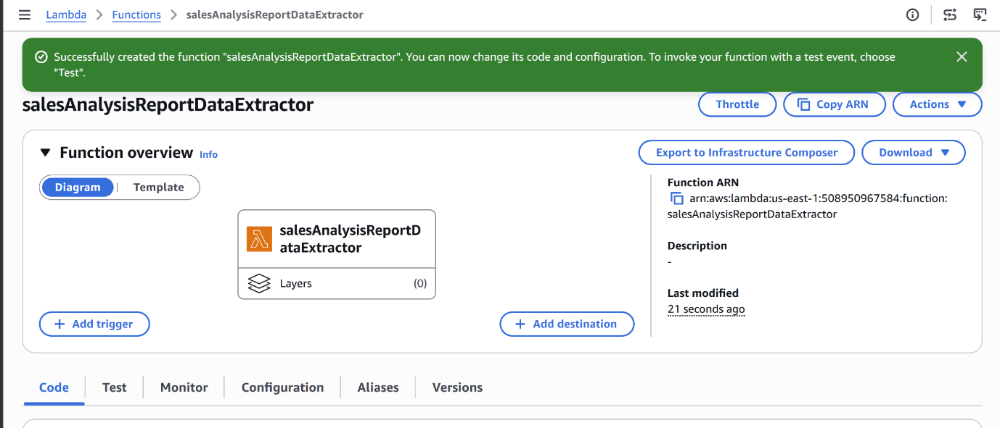 Lambda > Functions > salesAnalysisReportDataExtractor
Successfully created the function "salesAnalysisReportDataExtractor". You can now change its code and configuration. To invoke your function with a test event, choose
"Test".
salesAnalysisReportDataExtractor
Throttle
Copy ARN
Actions
Function overview Info
Export to Infrastructure Composer
Download
Diagram
Template
salesAnalysisReportD
ataExtractor
Layers (0)
+ Add trigger
+ Add destination
Function ARN
arn:aws:lambda:us-east-1:508950967584:function:
salesAnalysisReportDataExtractor
Description
-
Last modified
21 seconds ago
Code
Test
Monitor
Configuration
Aliases
Versions